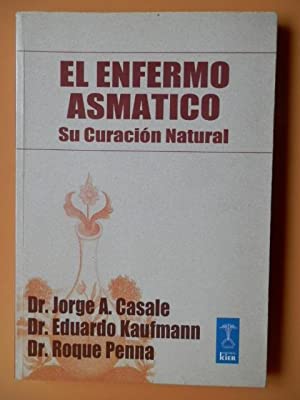 EL ENFERMO
ASMATICO
Su Curación Natural
Dr. Jorge A. Casale
Dr. Eduardo Kaufmann
Dr. Roque Penna
KIER